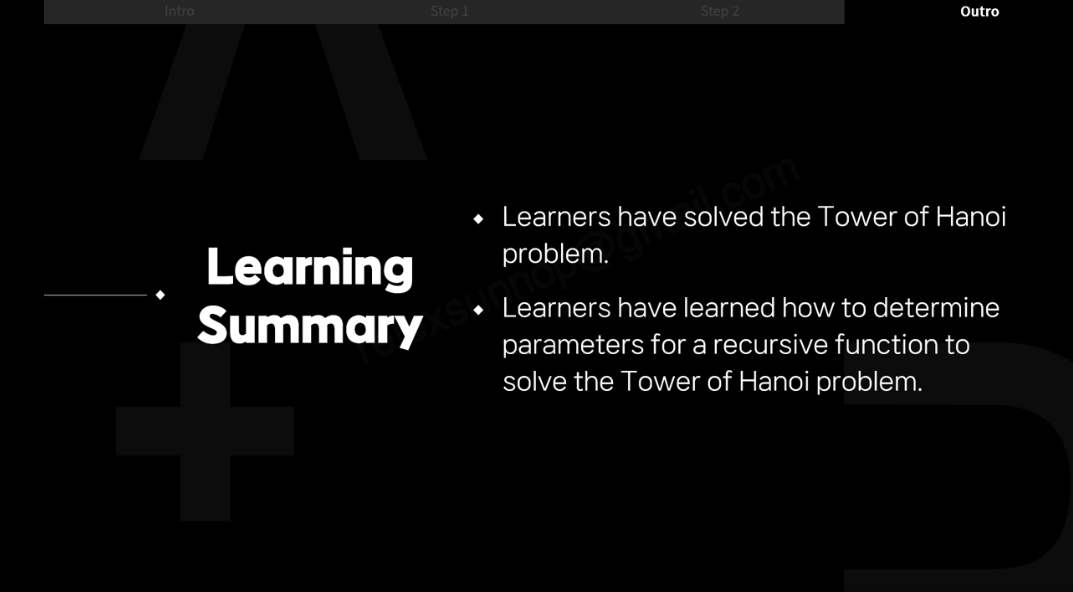 Intro
Step 1
Step 2
Outro
Learning
Summary
Learners have solved the Tower of Hanoi
problem.
Learners have learned how to determine
parameters for a recursive function to
solve the Tower of Hanoi problem.